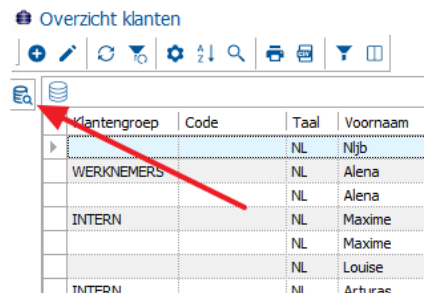 Overzicht klanten
Klantengroep Code Taal Voornaam
NL Nljb
WERKNEMERS NL Alena
NL Alena
INTERN NL Maxime
NL Maxime
NL Louise
INTERN NL Arturas